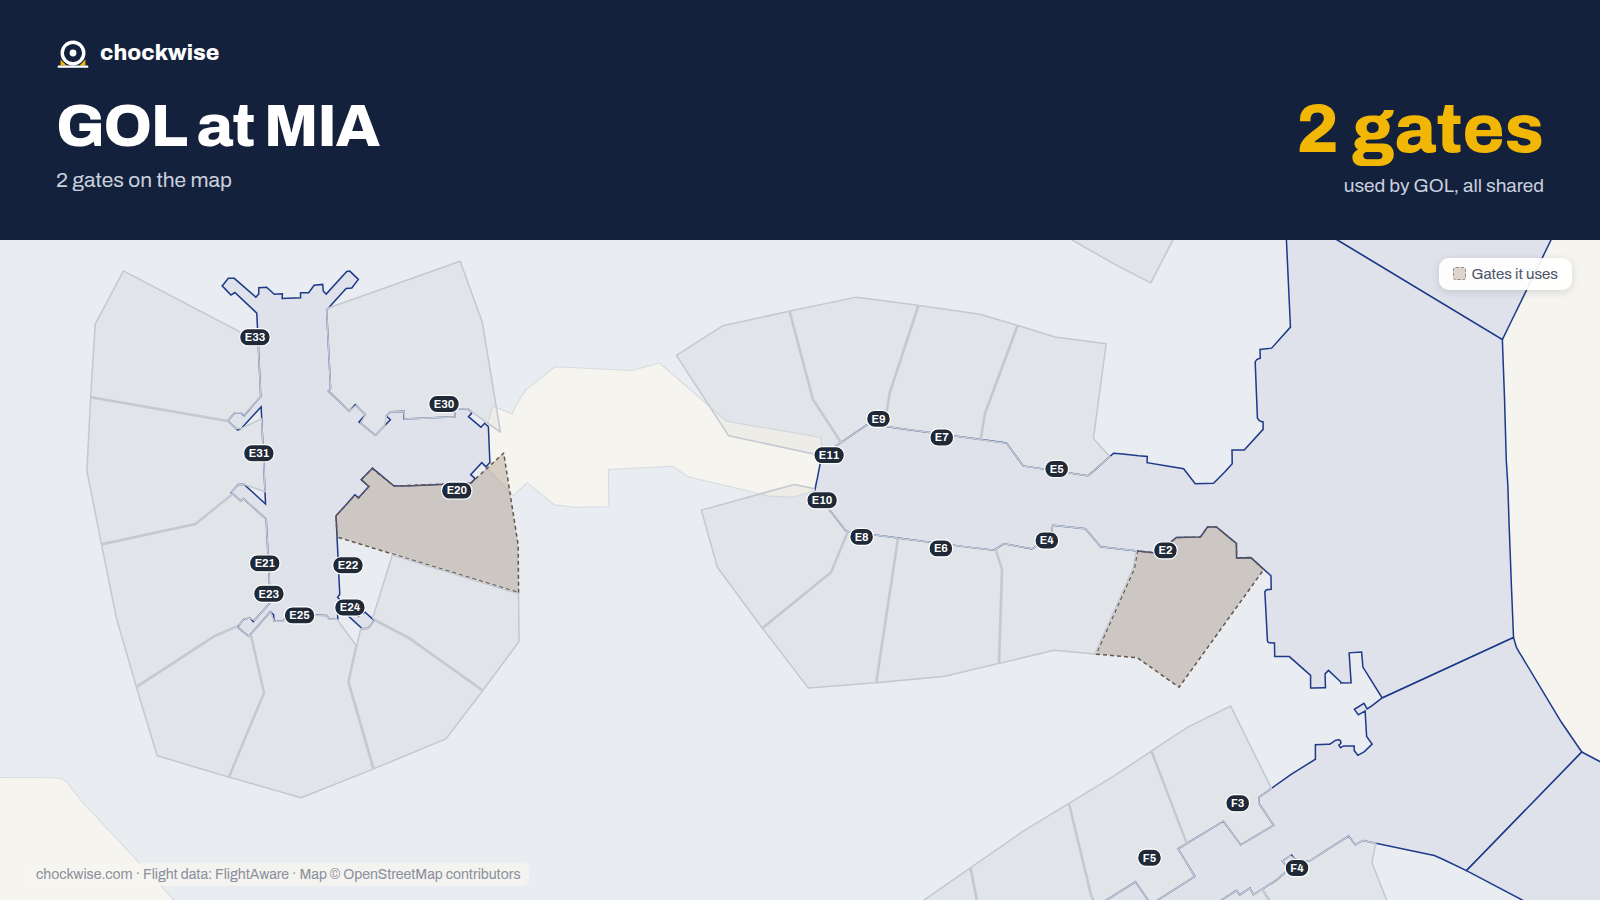 chockwise
GOL at MIA
2 gates on the map
2 gates
used by GOL, all shared
Gates it uses
E33
E30
E31
E20
E21
E22
E23
E24
E25
E9
E7
E11
E5
E10
E8
E6
E4
E2
F3
F5
F4
chockwise.com · Flight data: FlightAware · Map © OpenStreetMap contributors